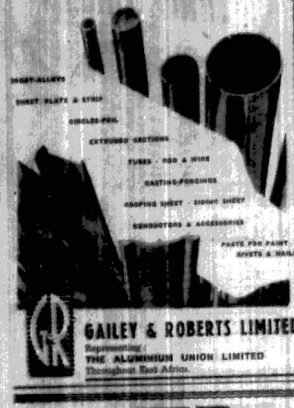 INGOT-ALLOYS
SHEET, PLATE & STRIP
CIRCLES-FOIL
EXTRUDED SECTIONS
TUBES - ROD & WIRE
CASTING-FORGINGS
ROOFING SHEET - SIDING SHEET
CONDUCTORS & ACCESSORIES
PASTE FOR PAINT
RIVETS & NAILS
GR
GAILEY & ROBERTS LIMITED
Representing :
THE ALUMINIUM UNION LIMITED
Throughout East Africa.